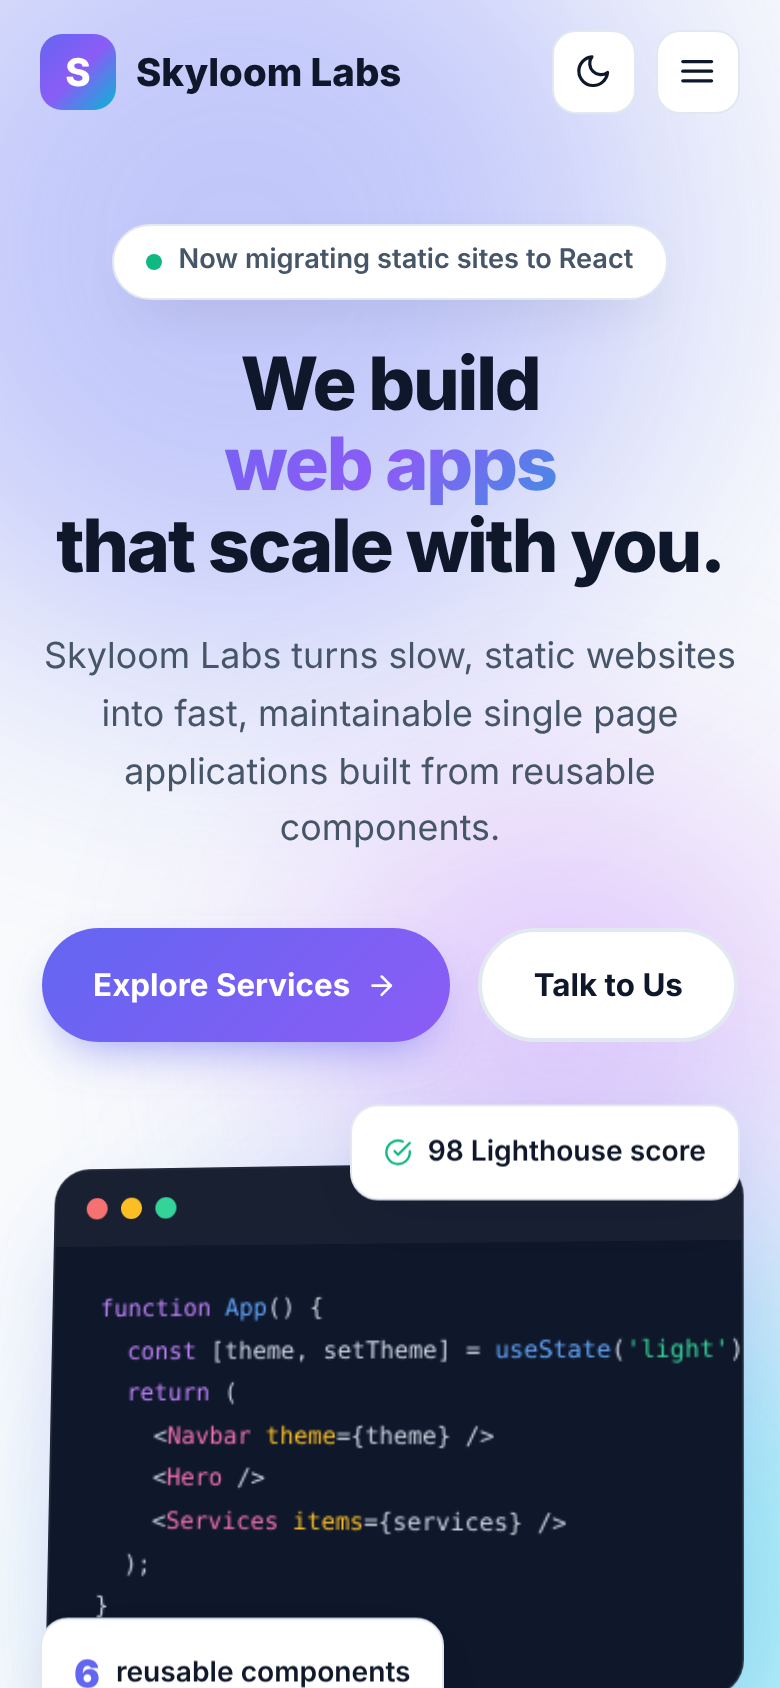 S Skyloom Labs
Now migrating static sites to React
We build
web apps
that scale with you.
Skyloom Labs turns slow, static websites
into fast, maintainable single page
applications built from reusable
components.
Explore Services →
Talk to Us
98 Lighthouse score
function App() {
  const [theme, setTheme] = useState('light')
  return (
    <Navbar theme={theme} />
    <Hero />
    <Services items={services} />
  );
}
6 reusable components